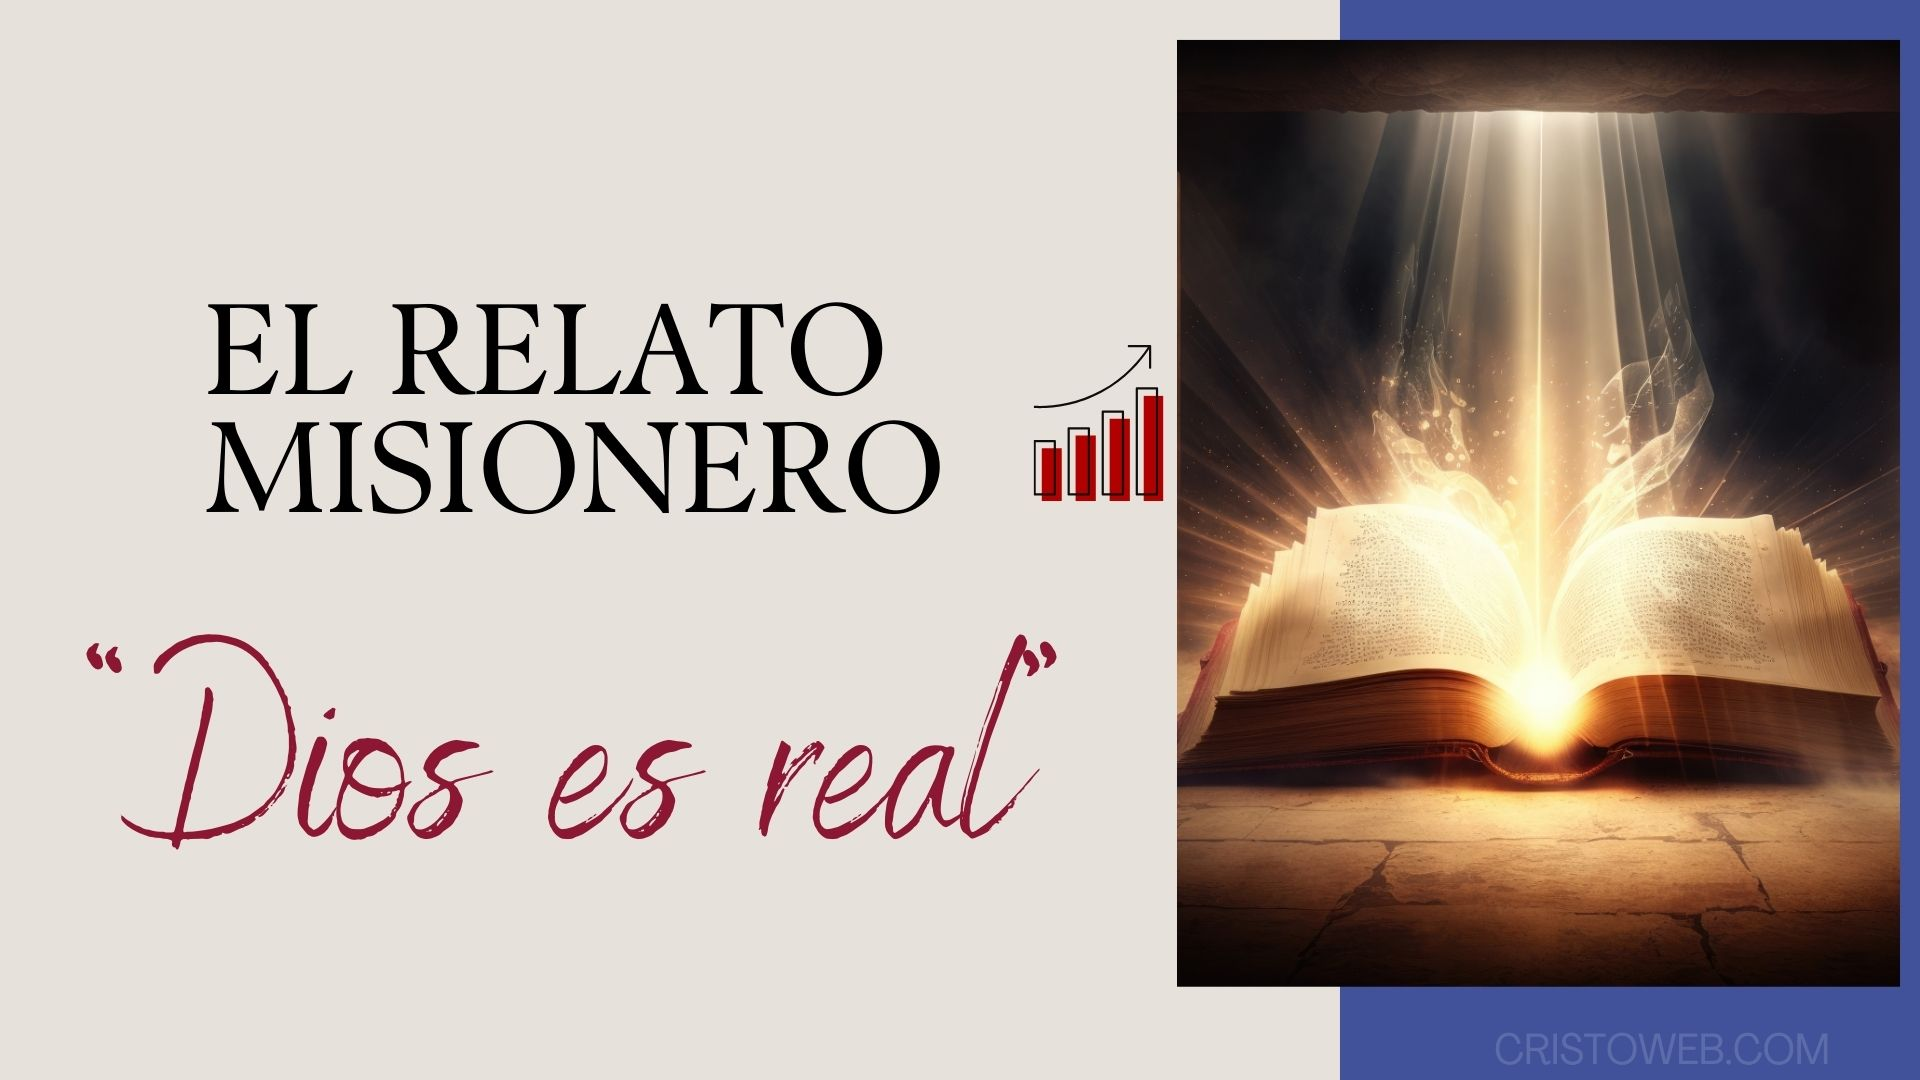 EL RELATO
MISIONERO
“Dios es real”
CRISTOWEB.COM